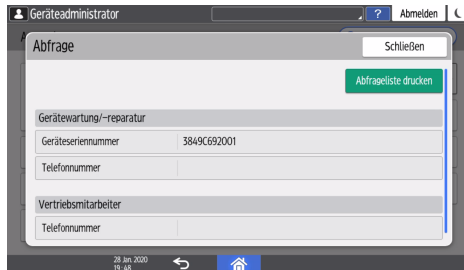 Geräteadministrator
? Abmelden
Abfrage
Schließen
Abfrageliste drucken
Gerätewartung/-reparatur
Geräteseriennummer 3849C692001
Telefonnummer
Vertriebsmitarbeiter
Telefonnummer
28 Jan. 2020
19:48